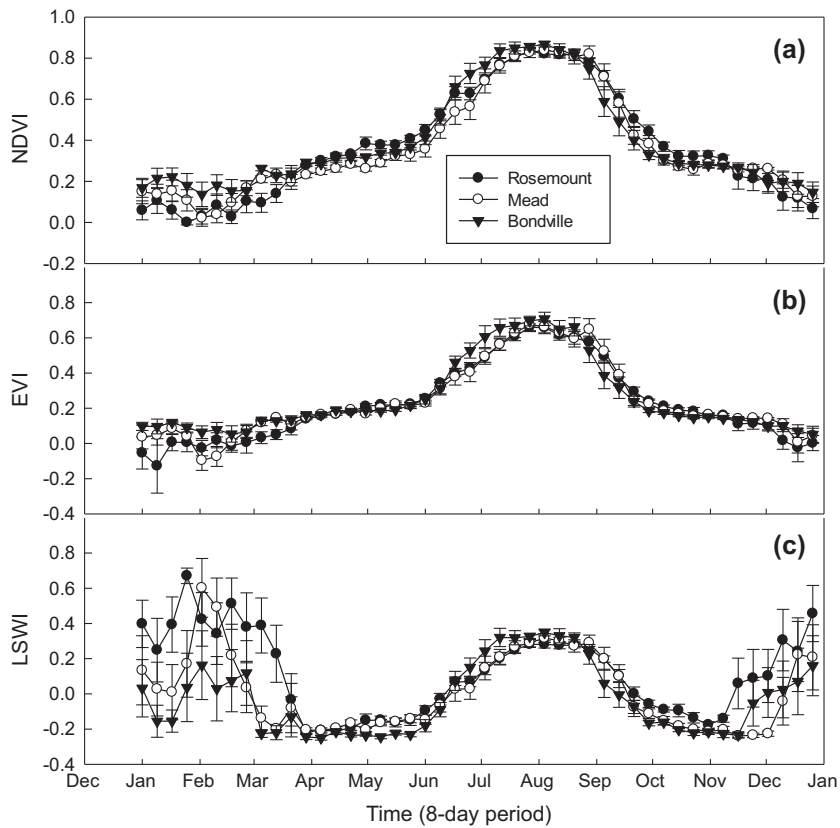 1.0
0.8
0.6
0.4
0.2
0.0
-0.2
NDVI
(a)
Rosemount
Mead
Bondville
0.8
0.6
0.4
0.2
0.0
-0.2
-0.4
EVI
(b)
0.8
0.6
0.4
0.2
0.0
-0.2
-0.4
LSWI
(c)
Dec Jan Feb Mar Apr May Jun Jul Aug Sep Oct Nov Dec Jan
Time (8-day period)